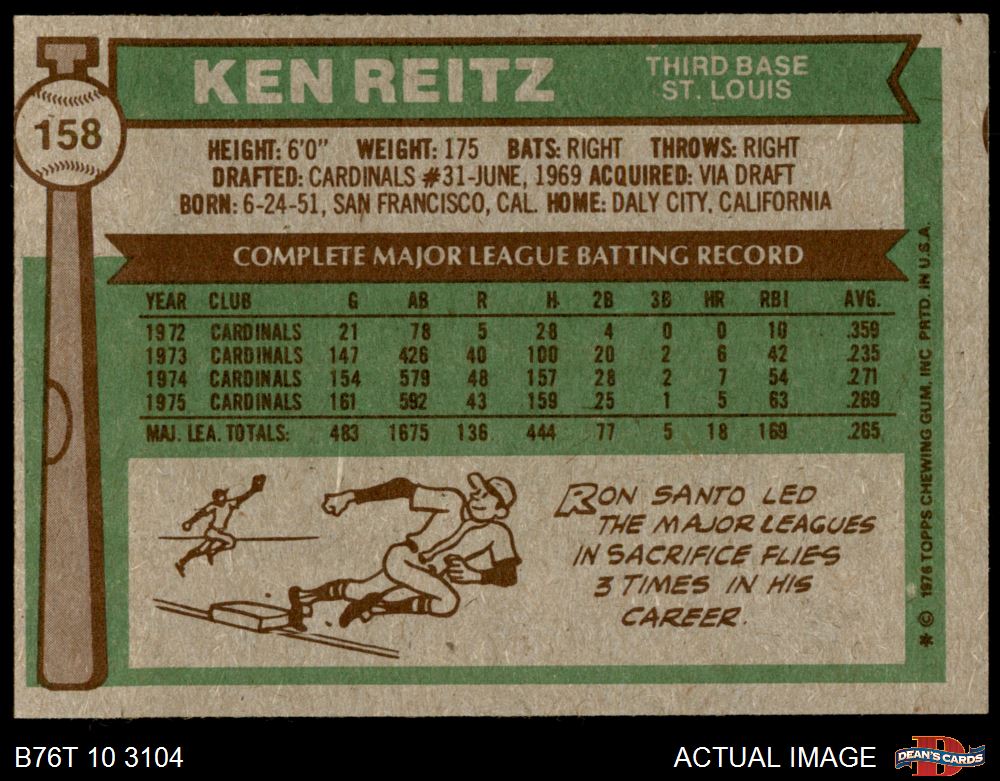 158
KEN REITZ
THIRD BASE
ST. LOUIS
HEIGHT: 6'0" WEIGHT: 175 BATS: RIGHT THROWS: RIGHT
DRAFTED: CARDINALS #31-JUNE, 1969 ACQUIRED: VIA DRAFT
BORN: 6-24-51, SAN FRANCISCO, CAL. HOME: DALY CITY, CALIFORNIA
COMPLETE MAJOR LEAGUE BATTING RECORD
YEAR CLUB G AB R H 2B 3B HR RBI AVG.
1972 CARDINALS 21 78 5 28 4 0 0 10 .359
1973 CARDINALS 147 426 40 100 20 2 6 42 .235
1974 CARDINALS 154 579 48 157 28 2 7 54 .271
1975 CARDINALS 161 592 43 159 25 1 5 63 .269
MAJ. LEA. TOTALS: 483 1675 136 444 77 5 18 169 .265
RON SANTO LED
THE MAJOR LEAGUES
IN SACRIFICE FLIES
3 TIMES IN HIS
CAREER.
* © 1976 TOPPS CHEWING GUM, INC PRTD. IN U.S.A.
B76T 10 3104
ACTUAL IMAGE
D
DEAN'S CARDS